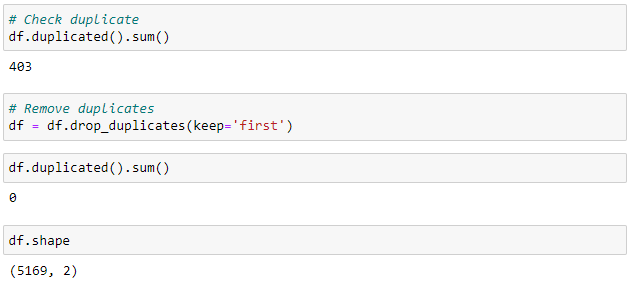 # Check duplicate
df.duplicated().sum()
403
# Remove duplicates
df = df.drop_duplicates(keep='first')
df.duplicated().sum()
0
df.shape
(5169, 2)